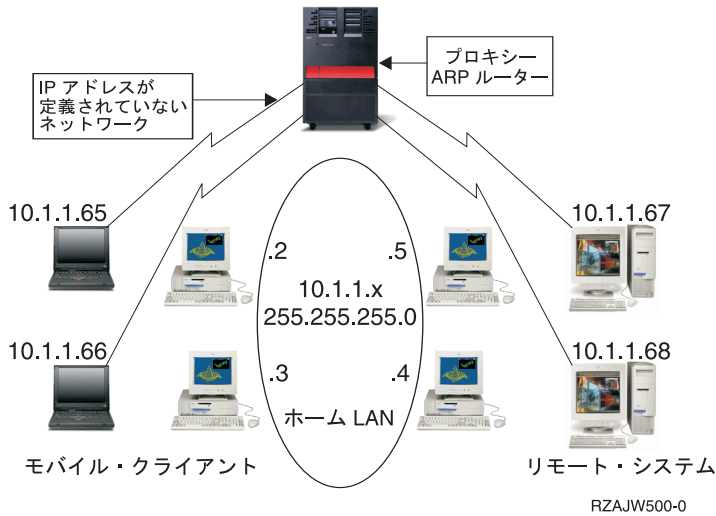 プロキシー
ARP ルーター
IP アドレスが
定義されていない
ネットワーク
10.1.1.65
10.1.1.67
.2
.5
10.1.1.x
255.255.255.0
10.1.1.66
10.1.1.68
.3
.4
ホーム LAN
モバイル・クライアント
リモート・システム
RZAJW500-0